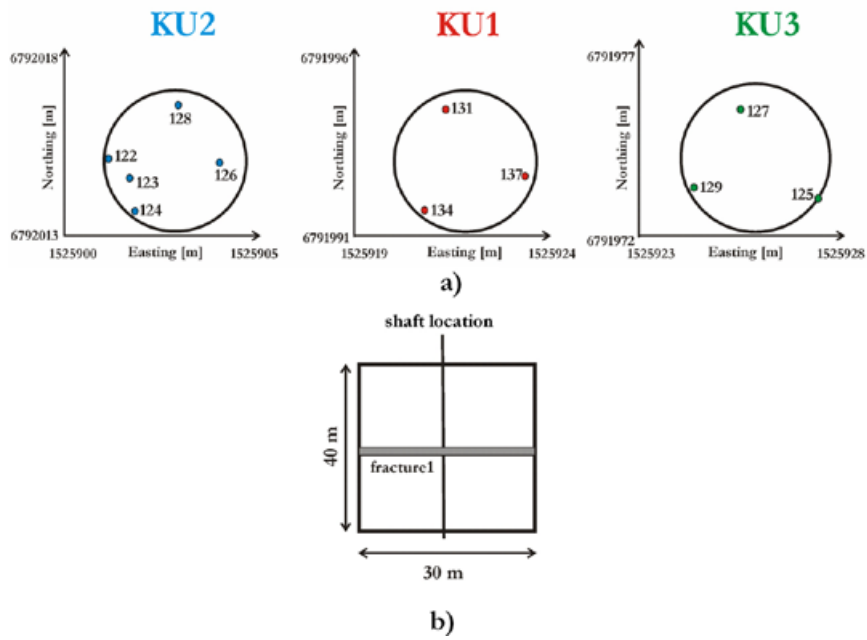 KU2 KU1 KU3
6792018 6791996 6791977
Northing [m] Northing [m] Northing [m]
128 131 127
122 126 123 137 129
124 134 125
6792013 6791991 6791972
1525900 Easting [m] 1525905 1525919 Easting [m] 1525924 1525923 Easting [m] 1525928
a)
shaft location
40 m
fracture1
30 m
b)